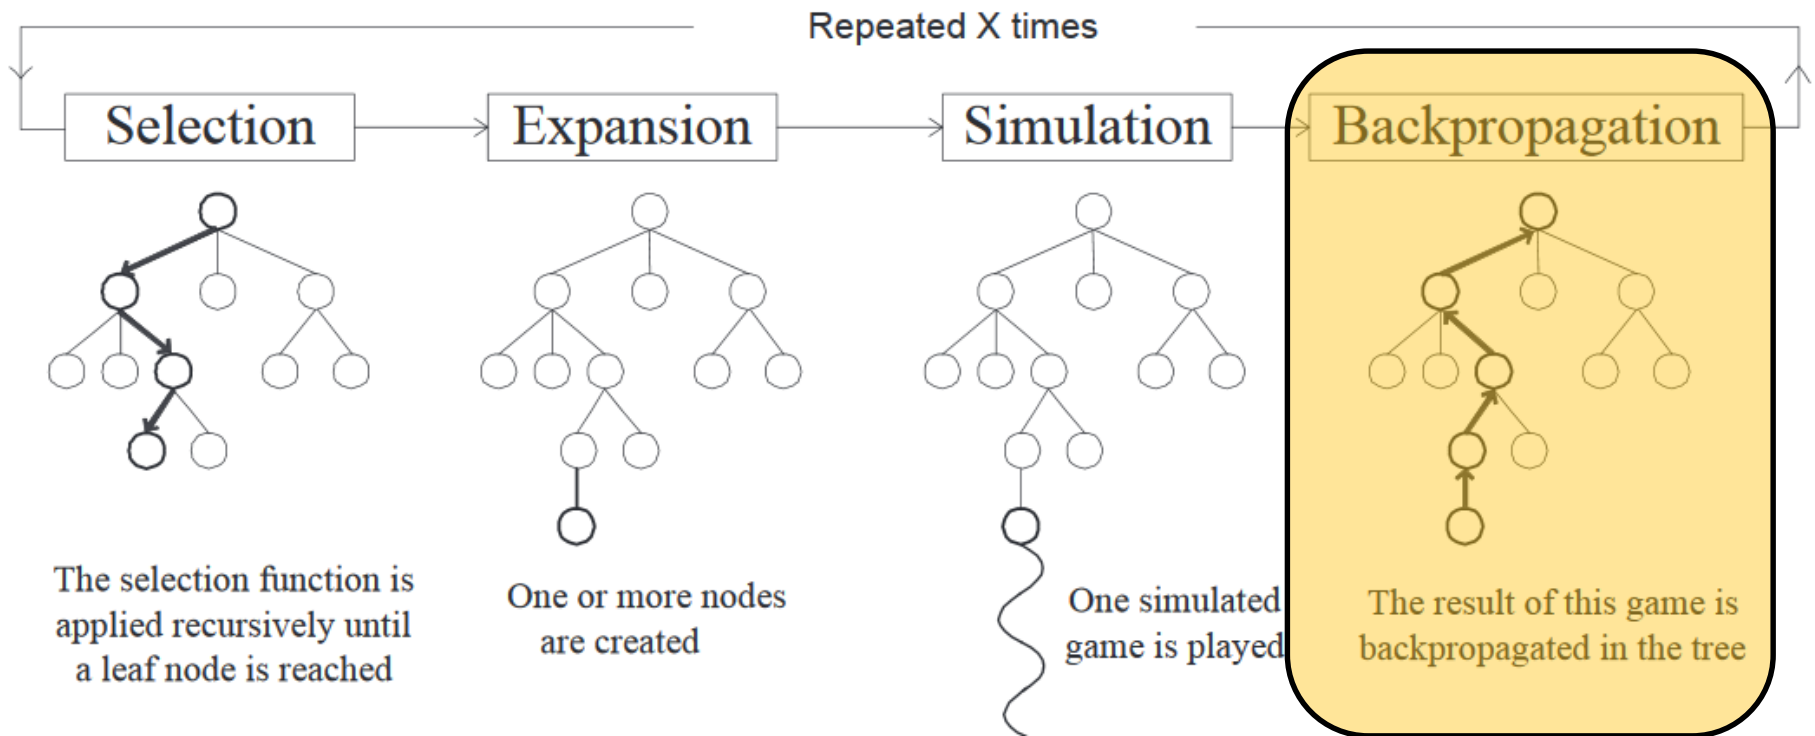 Repeated X times
Selection
Expansion
Simulation
Backpropagation
The selection function is
applied recursively until
a leaf node is reached
One or more nodes
are created
One simulated
game is played
The result of this game is
backpropagated in the tree